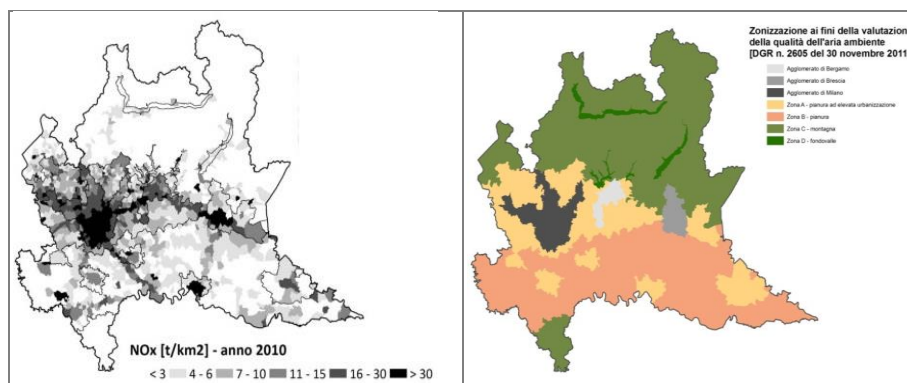 NOx [t/km2] - anno 2010
< 3 4 - 6 7 - 10 11 - 15 16 - 30 > 30
Zonizzazione ai fini della valutazione
della qualità dell'aria ambiente
[DGR n. 2605 del 30 novembre 2011]
Agglomerato di Bergamo
Agglomerato di Brescia
Agglomerato di Milano
Zona A - pianura ad elevata urbanizzazione
Zona B - pianura
Zona C - montagna
Zona D - fondovalle